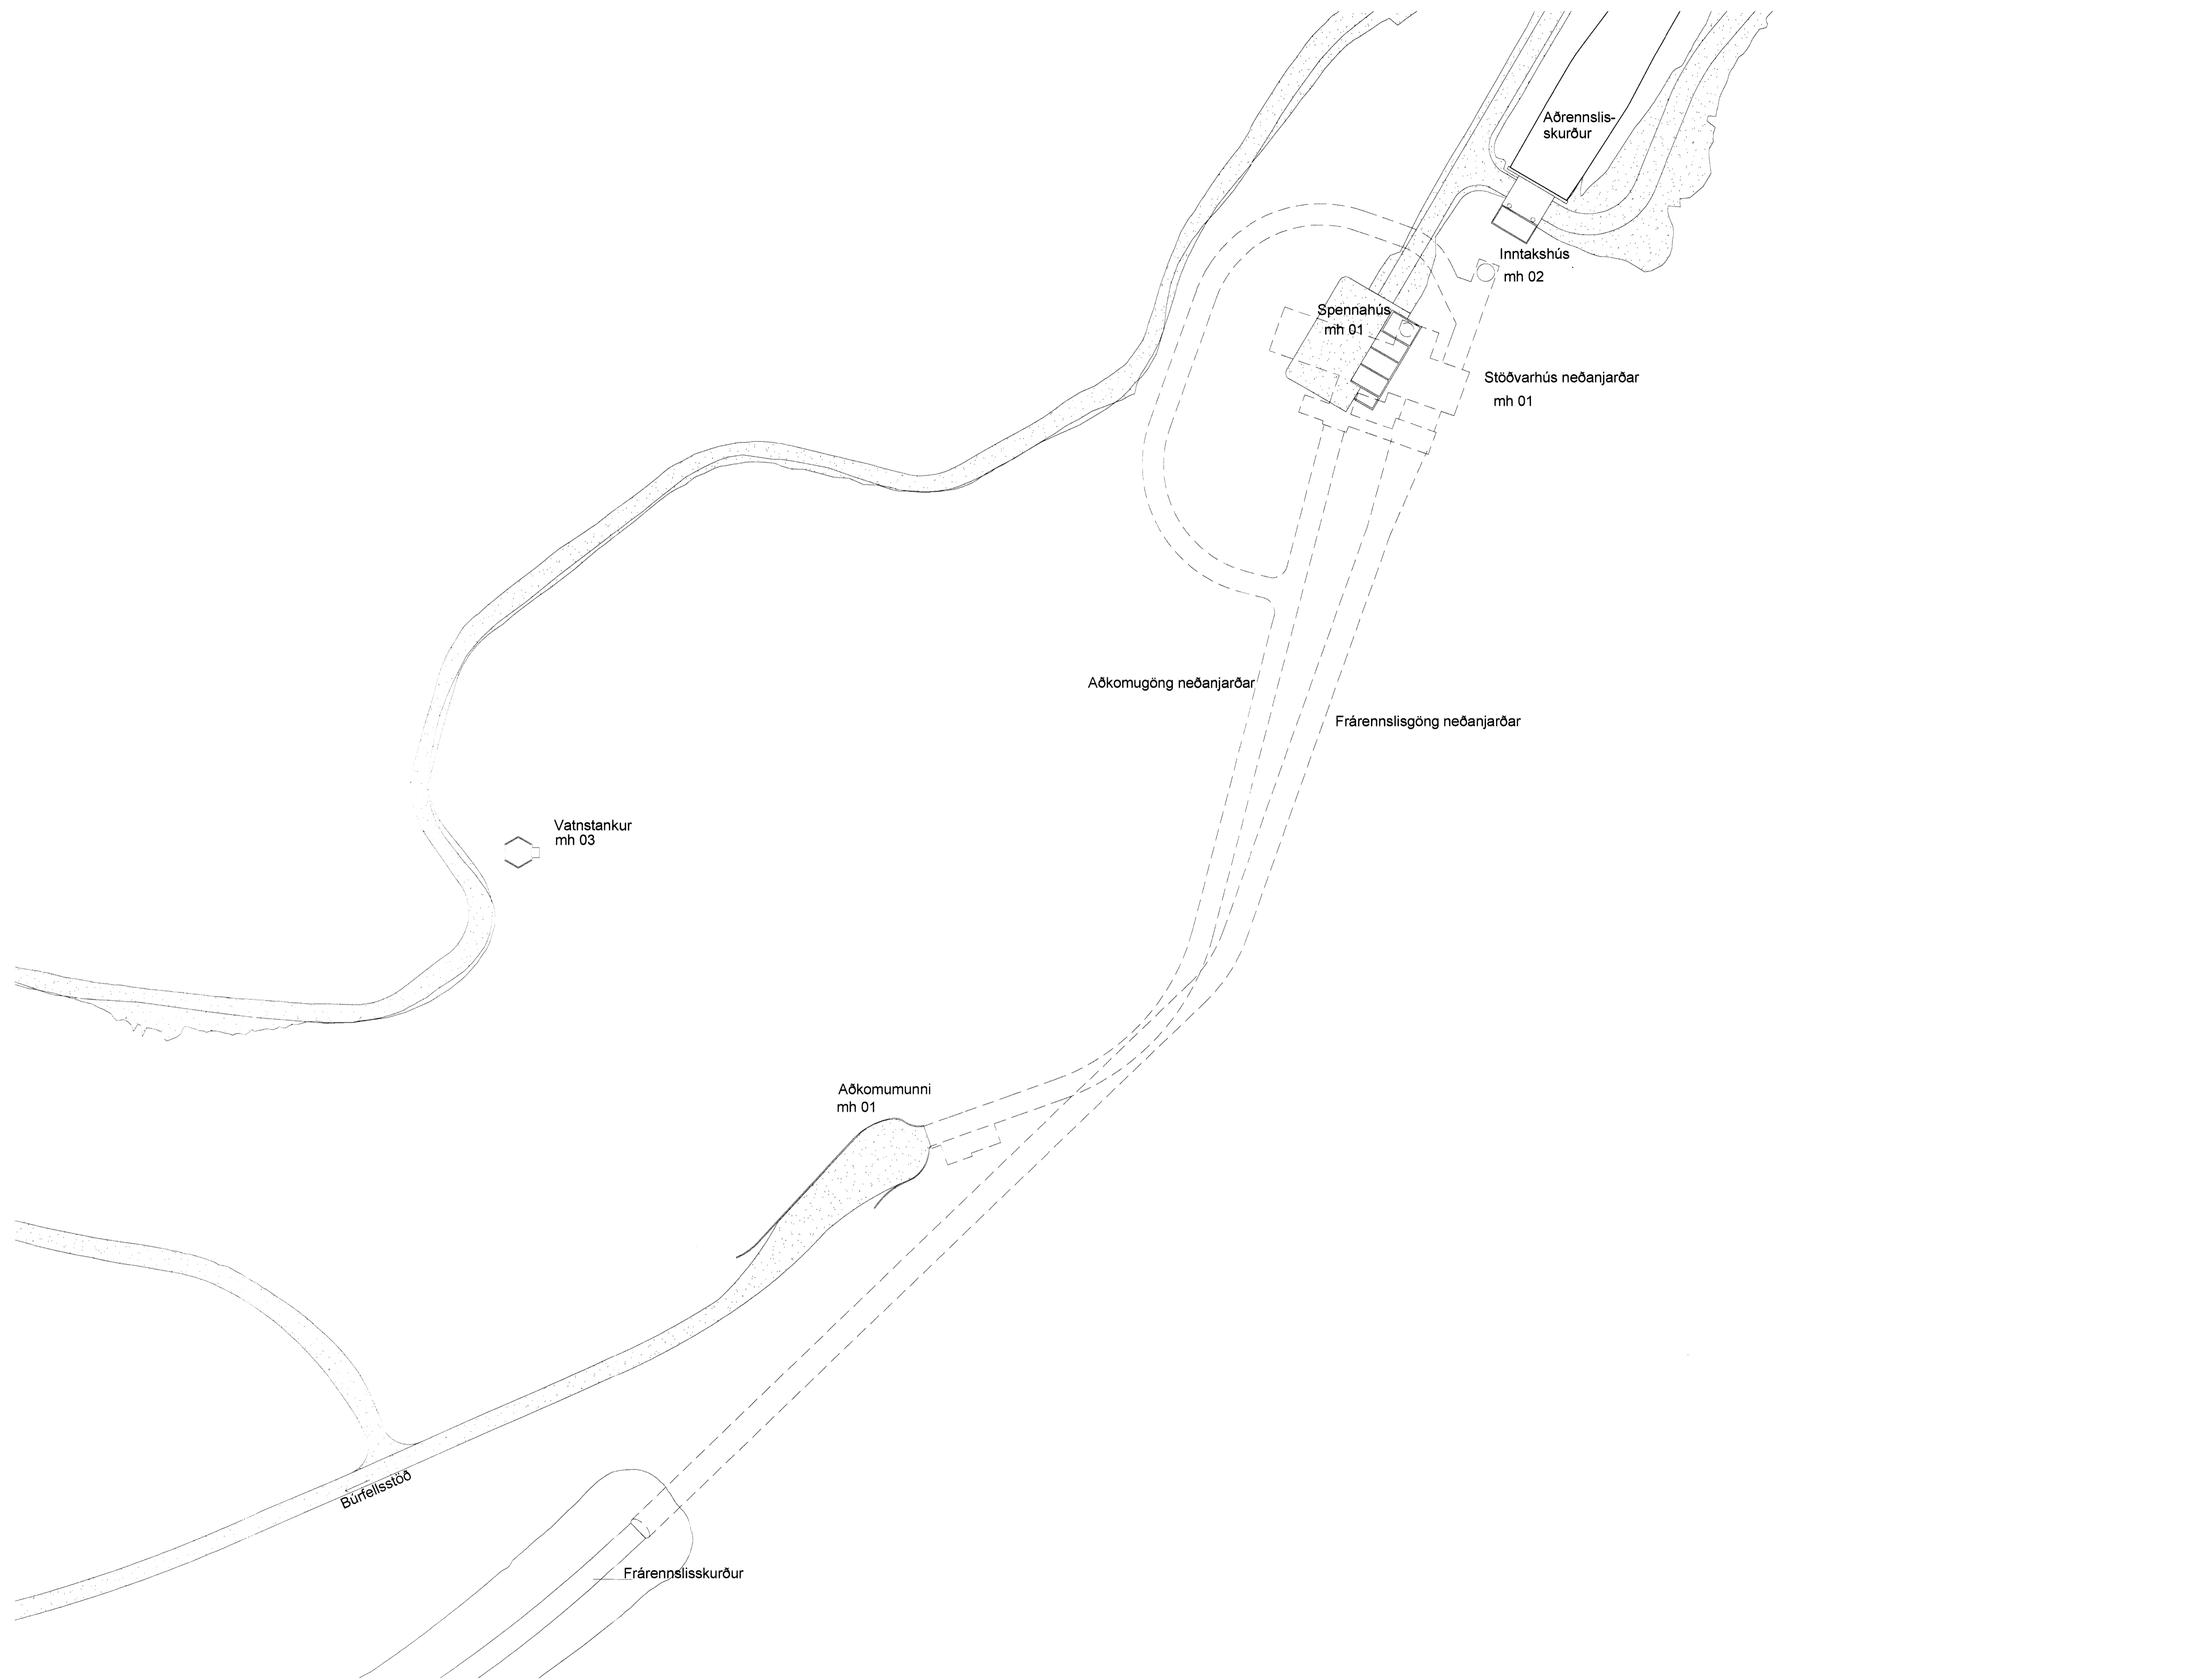 Aðrennslis-
skurður
Inntakshús
mh 02
Spennahús
mh 01
Stöðvarhús neðanjarðar
mh 01
Aðkomugöng neðanjarðar
Frárennslisgöng neðanjarðar
Vatnstankur
mh 03
Aðkomumunni
mh 01
Búrfellsstöð
Frárennslisskurður